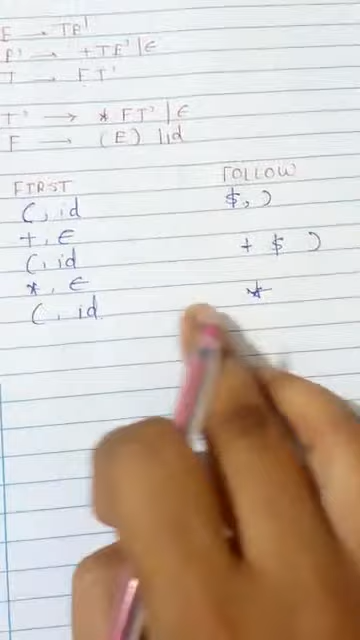 E → TE'
E' → +TE' | ∈
T → FT'
T' → * FT' | ∈
F → (E) | id
FIRST FOLLOW
(, id $, )
+, ∈
(, id + $ )
*, ∈
(, id *